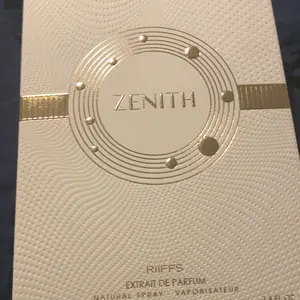 ZENITH
RIIFFS
EXTRAIT DE PARFUM
NATURAL SPRAY - VAPORISATEUR